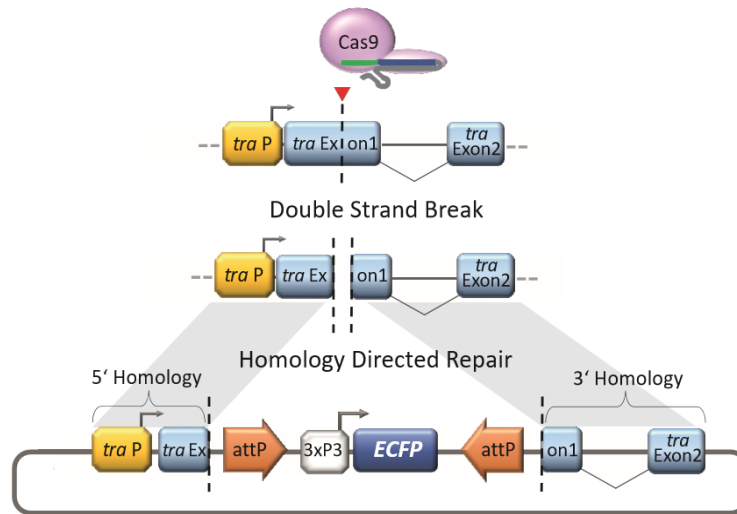 Cas9
tra P
tra Ex
on1
tra
Exon2
Double Strand Break
tra P
tra Ex
on1
tra
Exon2
Homology Directed Repair
5‘ Homology
3‘ Homology
tra P
tra Ex
attP
3xP3
ECFP
attP
on1
tra
Exon2